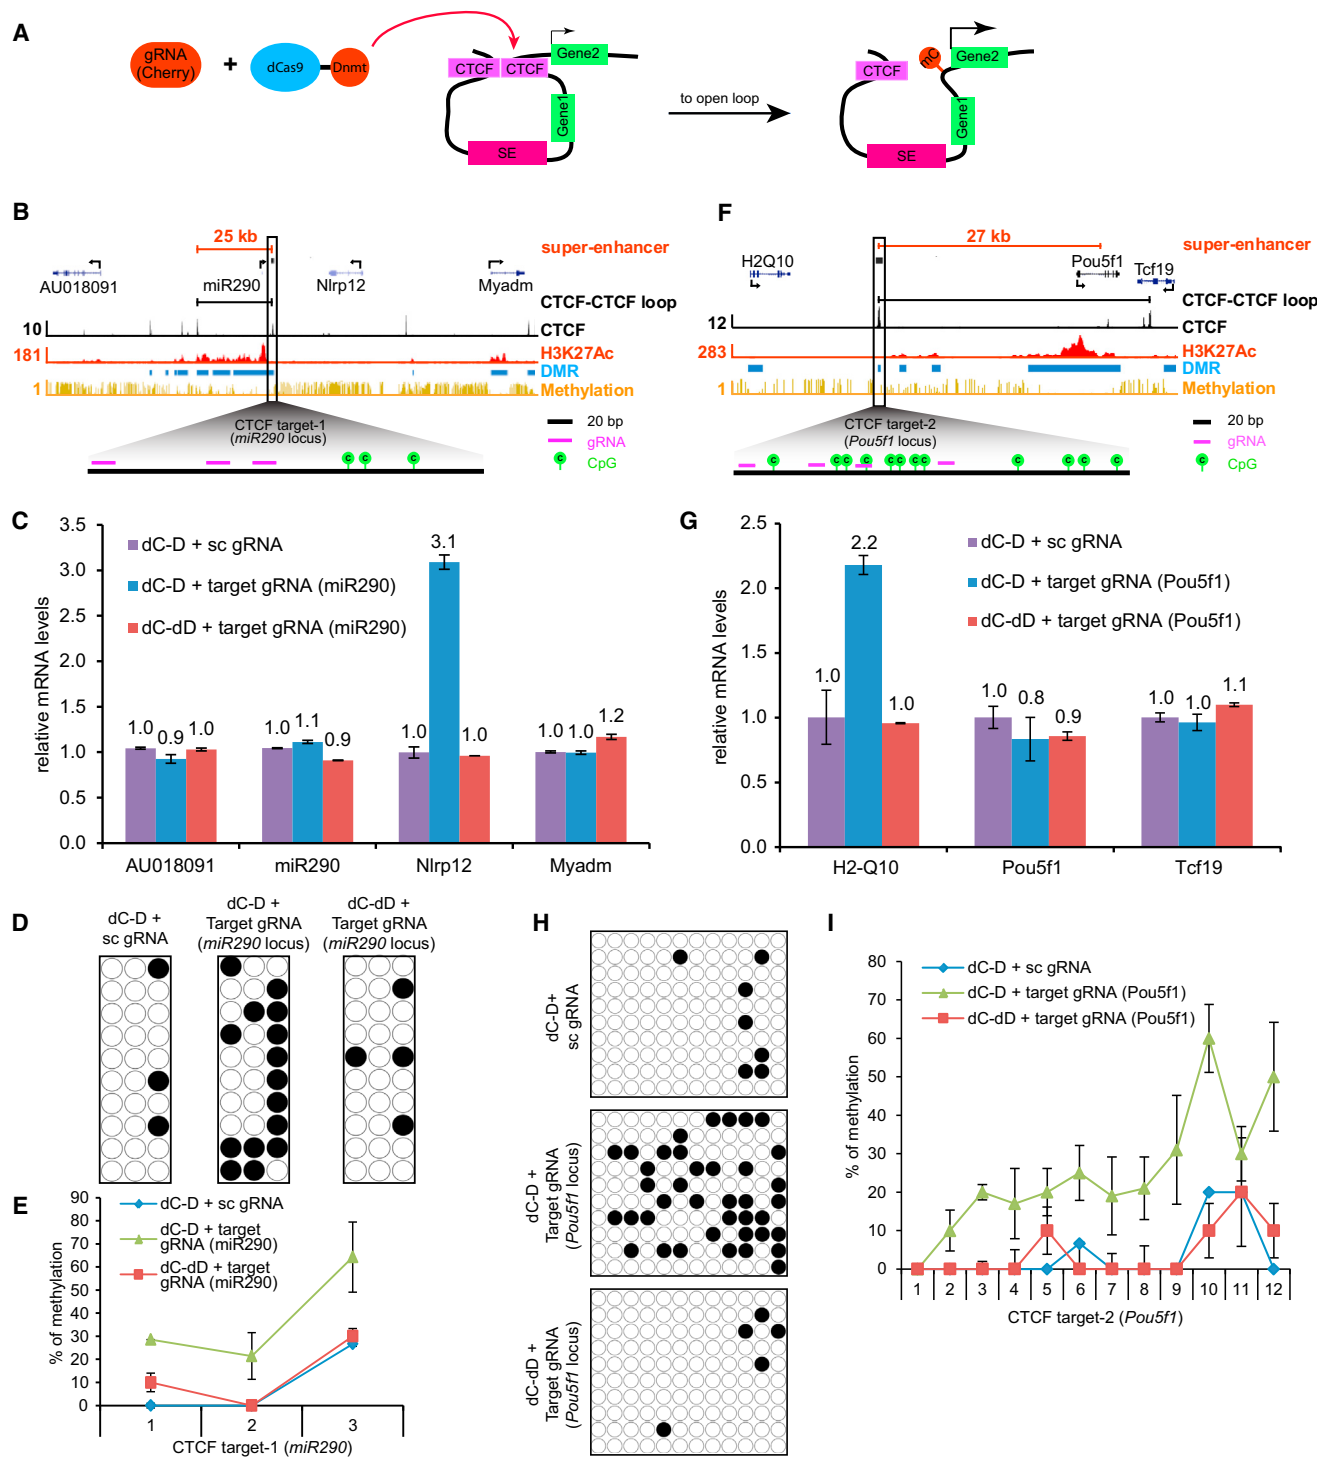 A
gRNA
(Cherry)
+
dCas9
Dnmt
CTCF
CTCF
Gene2
Gene1
SE
to open loop
CTCF
mC
Gene2
Gene1
SE
B
25 kb
super-enhancer
AU018091
miR290
Nlrp12
Myadm
CTCF-CTCF loop
10
CTCF
181
H3K27Ac
DMR
1
Methylation
CTCF target-1
(miR290 locus)
20 bp
gRNA
CpG
C
C
C
C
F
27 kb
super-enhancer
H2Q10
Pou5f1
Tcf19
CTCF-CTCF loop
12
CTCF
283
H3K27Ac
DMR
1
Methylation
CTCF target-2
(Pou5f1 locus)
20 bp
gRNA
CpG
C
C
C
C
C
C
C
C
C
C
C
C
C
C
3.5
3.0
2.5
2.0
1.5
1.0
0.5
0.0
relative mRNA levels
dC-D + sc gRNA
dC-D + target gRNA (miR290)
dC-dD + target gRNA (miR290)
1.0
0.9
1.0
1.0
1.1
0.9
1.0
3.1
1.0
1.0
1.0
1.2
AU018091
miR290
Nlrp12
Myadm
G
2.5
2.0
1.5
1.0
0.5
0.0
relative mRNA levels
dC-D + sc gRNA
dC-D + target gRNA (Pou5f1)
dC-dD + target gRNA (Pou5f1)
1.0
2.2
1.0
1.0
0.8
0.9
1.0
1.0
1.1
H2-Q10
Pou5f1
Tcf19
D
dC-D +
sc gRNA
dC-D +
Target gRNA
(miR290 locus)
dC-dD +
Target gRNA
(miR290 locus)
E
90
80
70
60
50
40
30
20
10
0
% of methylation
dC-D + sc gRNA
dC-D + target
gRNA (miR290)
dC-dD + target
gRNA (miR290)
1
2
3
CTCF target-1 (miR290)
H
dC-D+
sc gRNA
dC-D +
Target gRNA
(Pou5f1 locus)
dC-dD +
Target gRNA
(Pou5f1 locus)
I
80
70
60
50
40
30
20
10
0
% of methylation
dC-D + sc gRNA
dC-D + target gRNA (Pou5f1)
dC-dD + target gRNA (Pou5f1)
1
2
3
4
5
6
7
8
9
10
11
12
CTCF target-2 (Pou5f1)